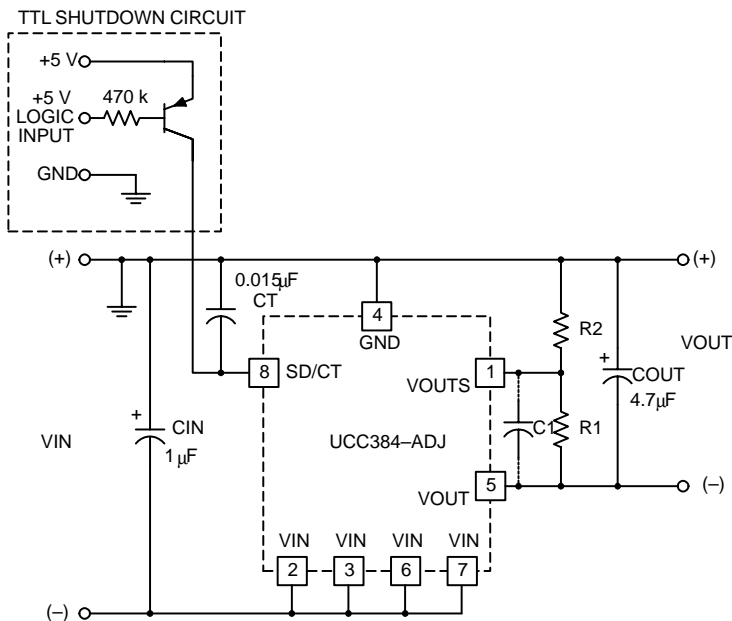 TTL SHUTDOWN CIRCUIT
+5 V
+5 V
LOGIC
INPUT
470 k
GND
(+)
(+)
0.015µF
CT
4
GND
R2
VOUT
8
SD/CT
1
VOUTS
+
COUT
4.7µF
+
CIN
1 µF
VIN
UCC384–ADJ
C1
R1
5
VOUT
(–)
VIN
VIN
VIN
VIN
2
3
6
7
(–)